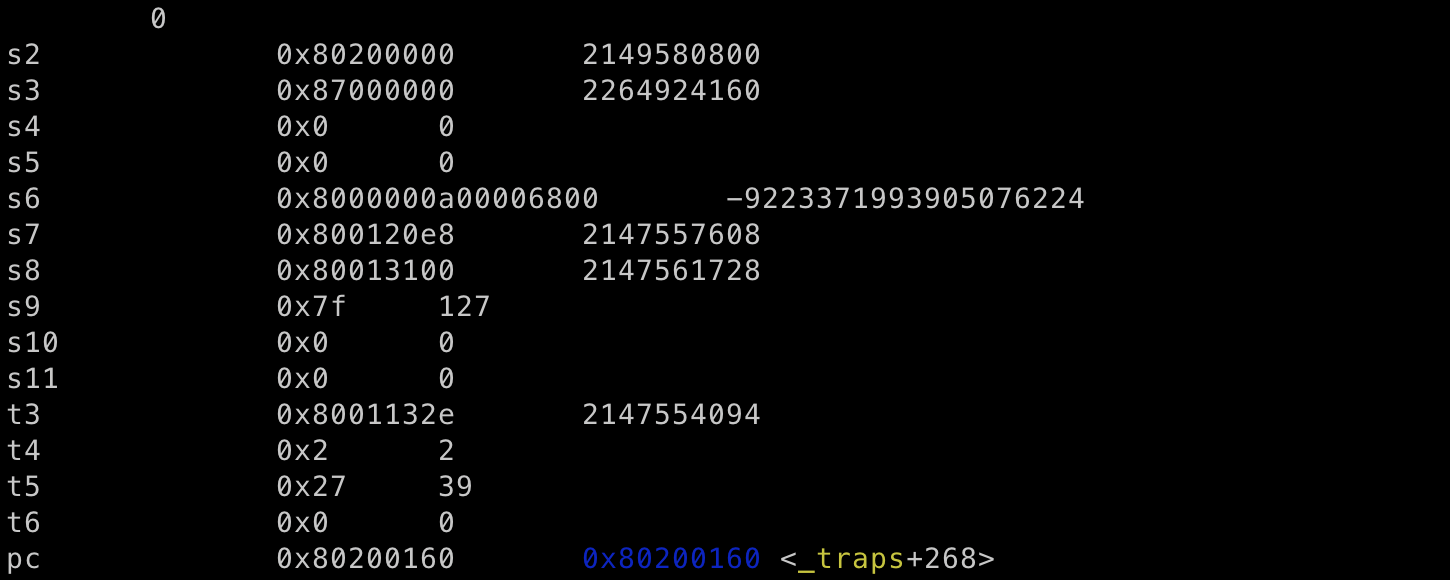 0
s2 0x80200000 2149580800
s3 0x87000000 2264924160
s4 0x0 0
s5 0x0 0
s6 0x8000000a00006800 -9223371993905076224
s7 0x800120e8 2147557608
s8 0x80013100 2147561728
s9 0x7f 127
s10 0x0 0
s11 0x0 0
t3 0x8001132e 2147554094
t4 0x2 2
t5 0x27 39
t6 0x0 0
pc 0x80200160 0x80200160 <_traps+268>